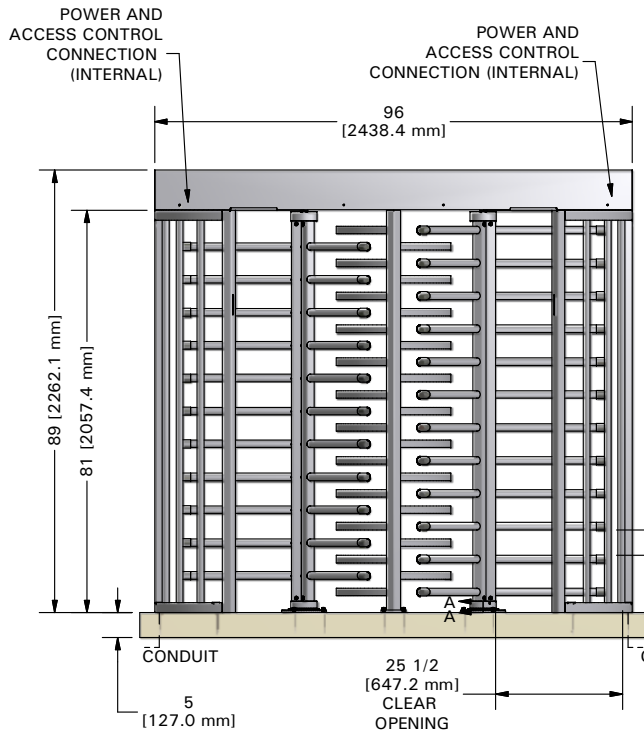 POWER AND
ACCESS CONTROL
CONNECTION
(INTERNAL)
POWER AND
ACCESS CONTROL
CONNECTION (INTERNAL)
96
[2438.4 mm]
89 [2262.1 mm]
81 [2057.4 mm]
A
A
CONDUIT
C
25 1/2
[647.2 mm]
CLEAR
OPENING
5
[127.0 mm]